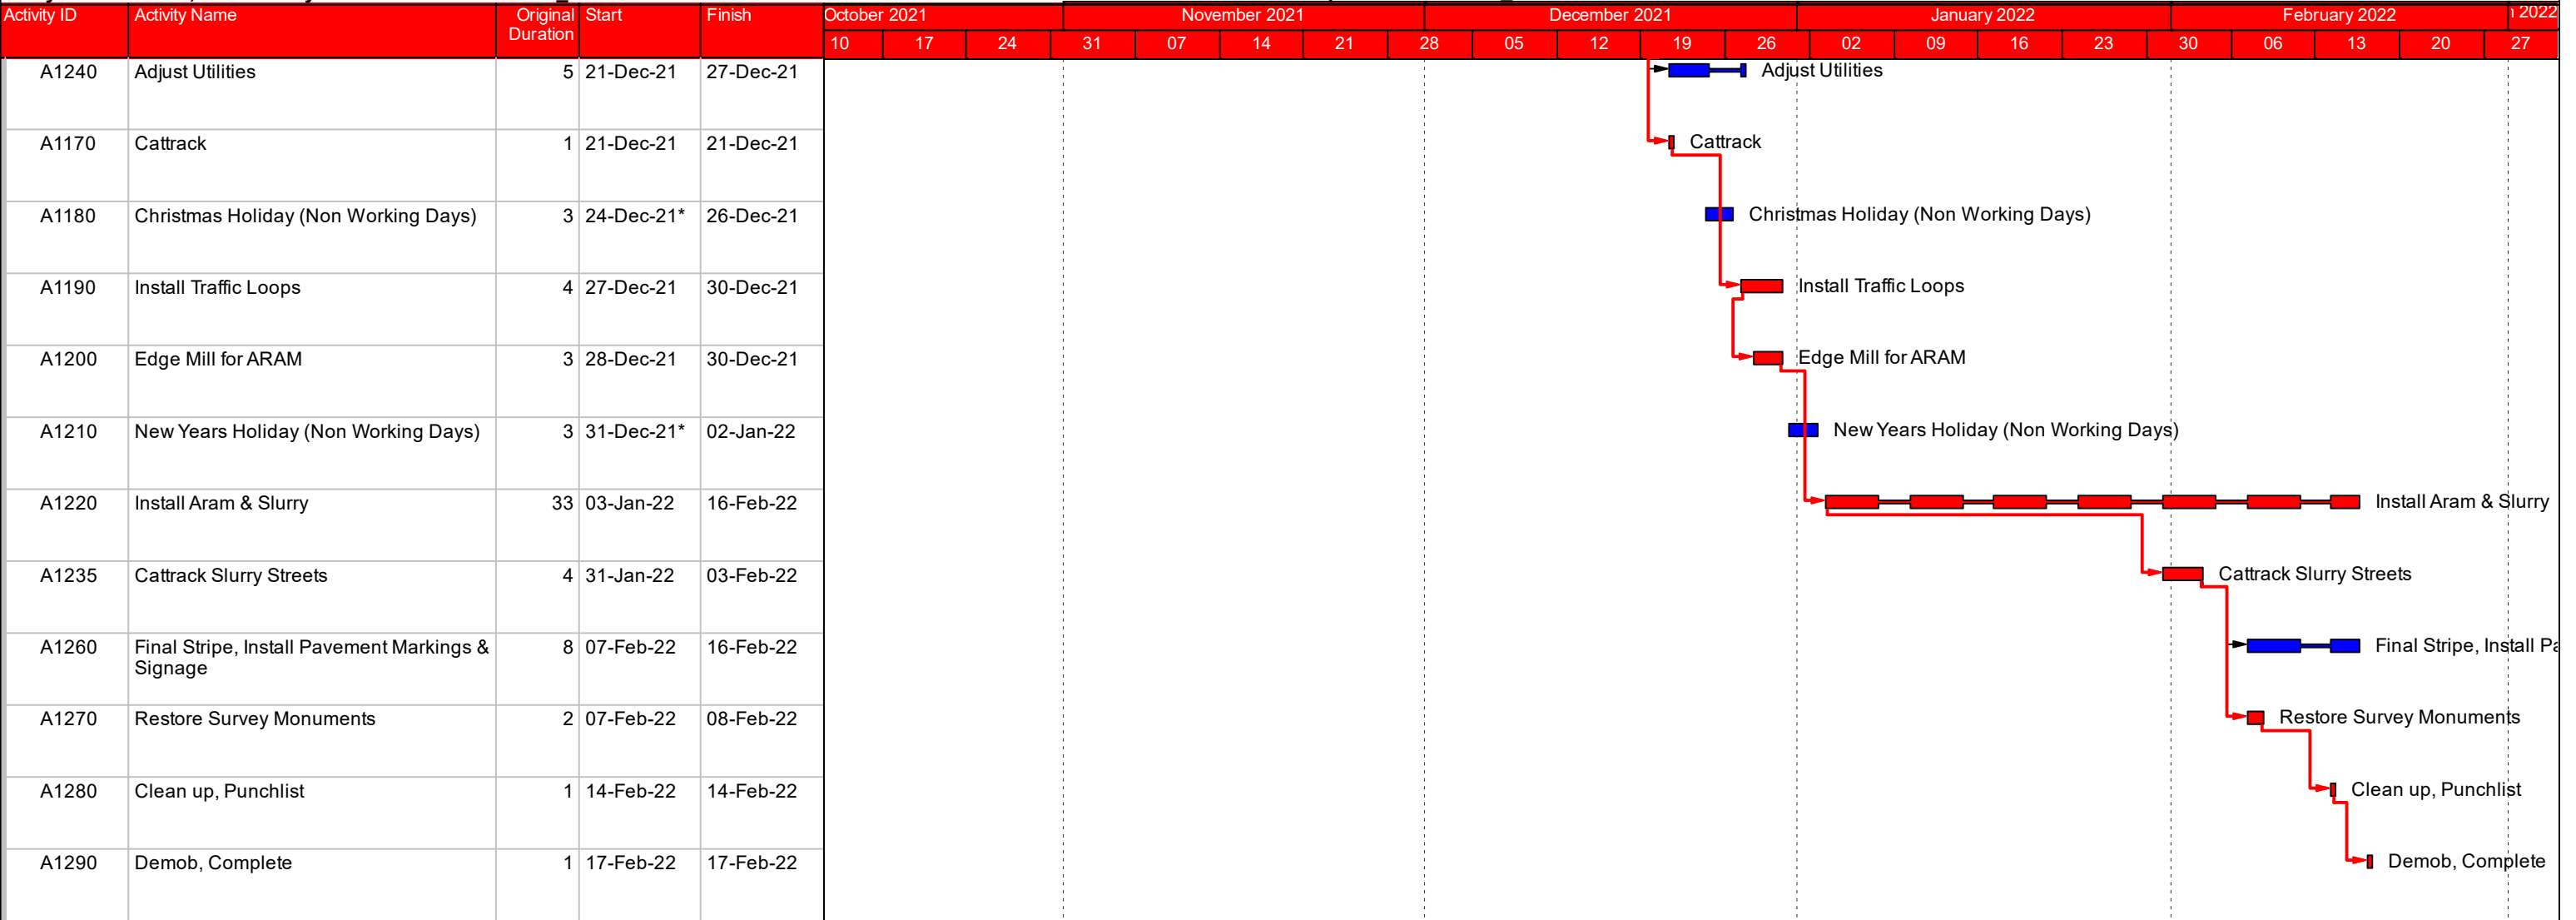 Activity ID Activity Name Original Duration Start Finish October 2021 November 2021 December 2021 January 2022 February 2022 2022
10 17 24 31 07 14 21 28 05 12 19 26 02 09 16 23 30 06 13 20 27
A1240 Adjust Utilities 5 21-Dec-21 27-Dec-21 Adjust Utilities
A1170 Cattrack 1 21-Dec-21 21-Dec-21 Cattrack
A1180 Christmas Holiday (Non Working Days) 3 24-Dec-21* 26-Dec-21 Christmas Holiday (Non Working Days)
A1190 Install Traffic Loops 4 27-Dec-21 30-Dec-21 Install Traffic Loops
A1200 Edge Mill for ARAM 3 28-Dec-21 30-Dec-21 Edge Mill for ARAM
A1210 New Years Holiday (Non Working Days) 3 31-Dec-21* 02-Jan-22 New Years Holiday (Non Working Days)
A1220 Install Aram & Slurry 33 03-Jan-22 16-Feb-22 Install Aram & Slurry
A1235 Cattrack Slurry Streets 4 31-Jan-22 03-Feb-22 Cattrack Slurry Streets
A1260 Final Stripe, Install Pavement Markings & 8 07-Feb-22 16-Feb-22 Final Stripe, Install
Signage
A1270 Restore Survey Monuments 2 07-Feb-22 08-Feb-22 Restore Survey Monuments
A1280 Clean up, Punchlist 1 14-Feb-22 14-Feb-22 Clean up, Punchlist
A1290 Demob, Complete 1 17-Feb-22 17-Feb-22 Demob, Complete